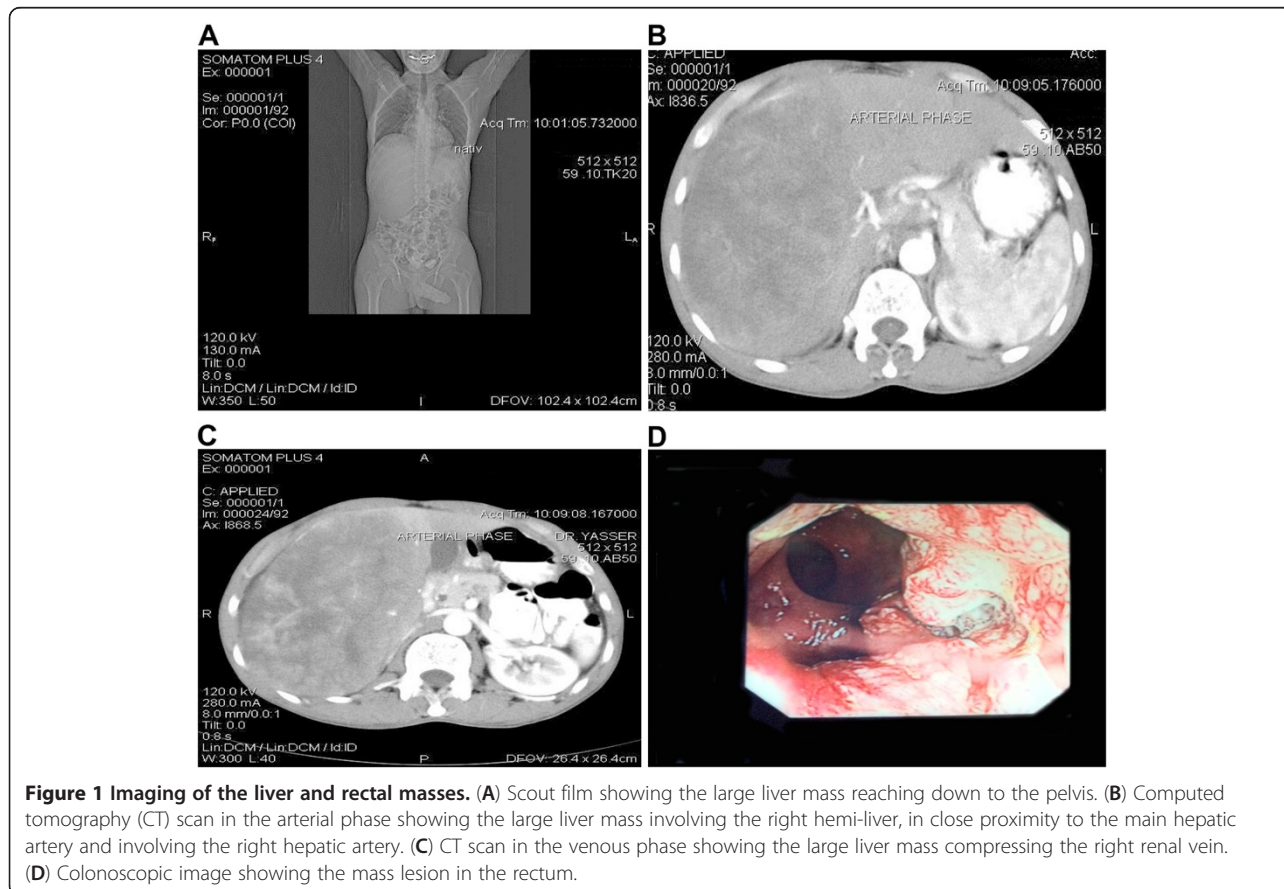 A
SOMATOM PLUS 4
Ex: 000001
Se: 000001/1
Im: 000001/92
Cor: P0.0 (COI)
Acq Tm: 10:01:05.732000
nativ
512 x 512
59 .10.TK20
RF
LA
120.0 kV
130.0 mA
Tilt: 0.0
8.0 s
Lin:DCM / Lin:DCM / Id:ID
W:350 L:50
I
DFOV: 102.4 x 102.4cm
B
C: APPLIED
Se: 000001/1
Im: 000020/92
Ax: I836.5
Acc:
Acq Tm: 10:09:05.176000
ARTERIAL PHASE
512 x 512
59 .10.AB50
R
L
120.0 kV
280.0 mA
8.0 mm/0.0:1
Tilt: 0.0
0.8 s
C
SOMATOM PLUS 4
Ex: 000001
A
C: APPLIED
Se: 000001/1
Im: 000024/92
Ax: I868.5
Acq Tm: 10:09:08.167000
ARTERIAL PHASE
DR. YASSER
512 x 512
59 .10.AB50
R
L
120.0 kV
280.0 mA
8.0 mm/0.0:1
Tilt: 0.0
0.8 s
Lin:DCM / Lin:DCM / Id:ID
W:300 L:40
P
DFOV: 26.4 x 26.4cm
D
Figure 1 Imaging of the liver and rectal masses. (A) Scout film showing the large liver mass reaching down to the pelvis. (B) Computed
tomography (CT) scan in the arterial phase showing the large liver mass involving the right hemi-liver, in close proximity to the main hepatic
artery and involving the right hepatic artery. (C) CT scan in the venous phase showing the large liver mass compressing the right renal vein.
(D) Colonoscopic image showing the mass lesion in the rectum.